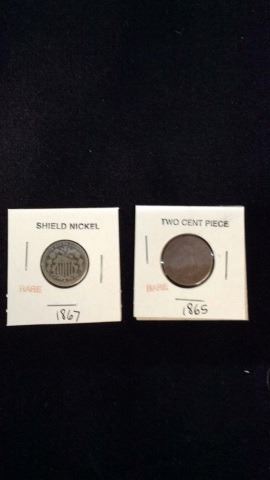 SHIELD NICKEL
RARE
1867
TWO CENT PIECE
RARE
1865